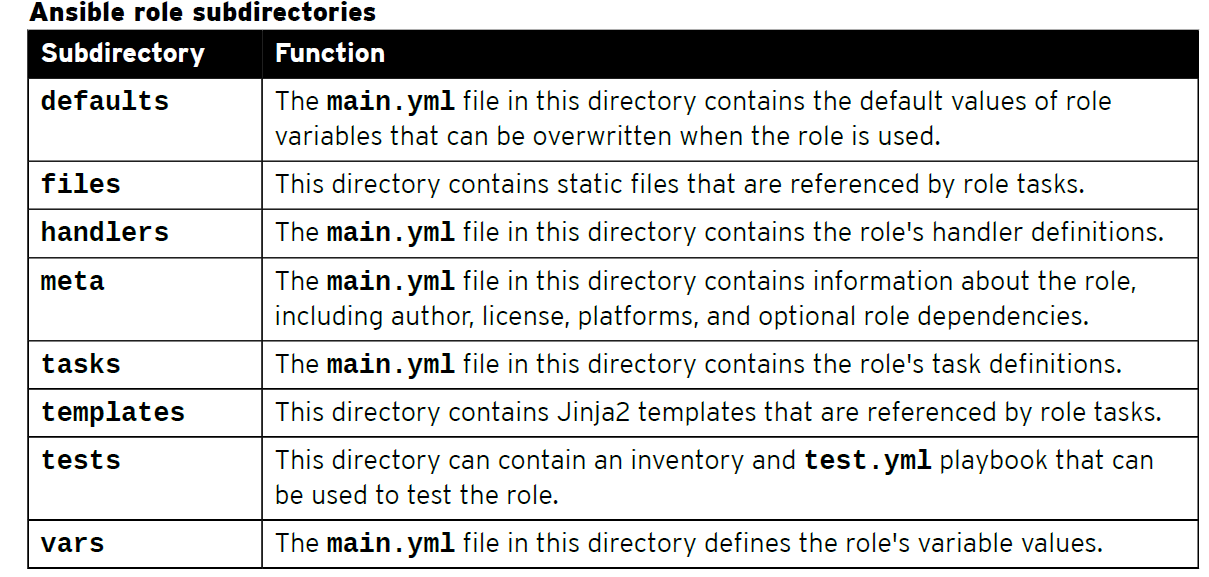 Ansible role subdirectories
Subdirectory Function
defaults The main.yml file in this directory contains the default values of role
variables that can be overwritten when the role is used.
files This directory contains static files that are referenced by role tasks.
handlers The main.yml file in this directory contains the role's handler definitions.
meta The main.yml file in this directory contains information about the role,
including author, license, platforms, and optional role dependencies.
tasks The main.yml file in this directory contains the role's task definitions.
templates This directory contains Jinja2 templates that are referenced by role tasks.
tests This directory can contain an inventory and test.yml playbook that can
be used to test the role.
vars The main.yml file in this directory defines the role's variable values.